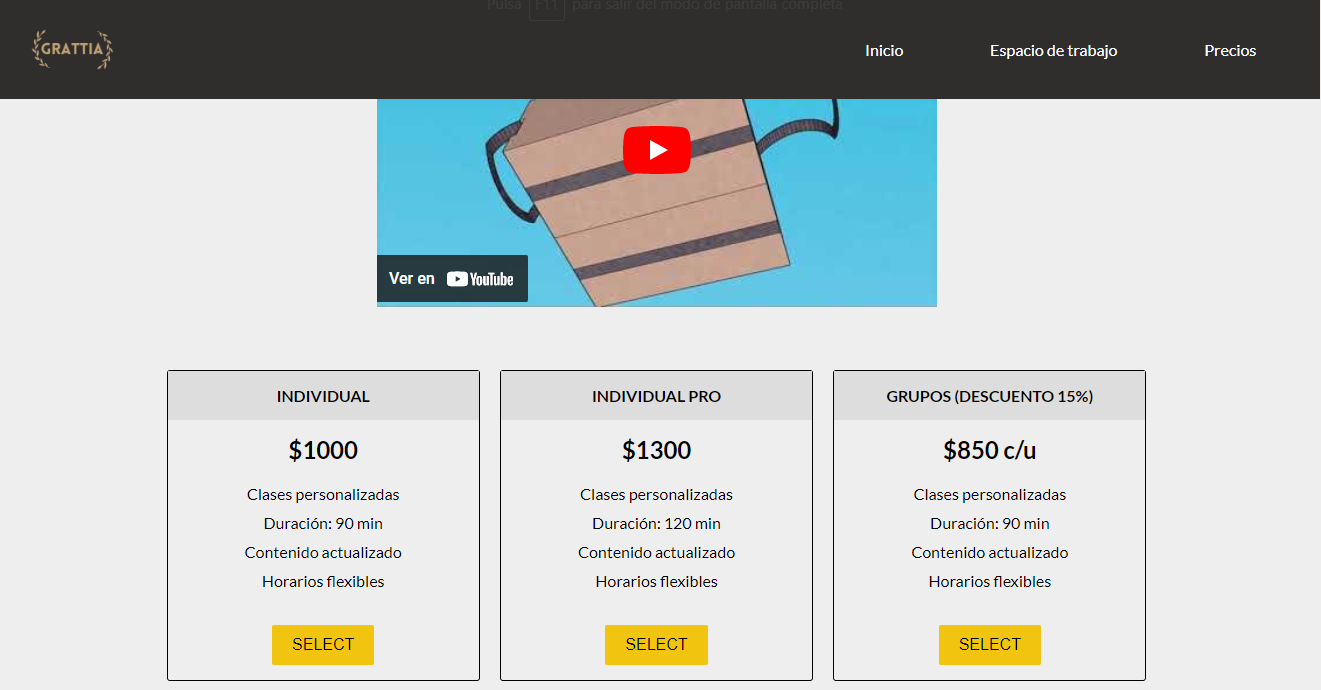 Pulsa F11 para salir del modo de pantalla completa
GRATTIA
Inicio
Espacio de trabajo
Precios
Ver en YouTube
INDIVIDUAL
$1000
Clases personalizadas
Duración: 90 min
Contenido actualizado
Horarios flexibles
SELECT
INDIVIDUAL PRO
$1300
Clases personalizadas
Duración: 120 min
Contenido actualizado
Horarios flexibles
SELECT
GRUPOS (DESCUENTO 15%)
$850 c/u
Clases personalizadas
Duración: 90 min
Contenido actualizado
Horarios flexibles
SELECT